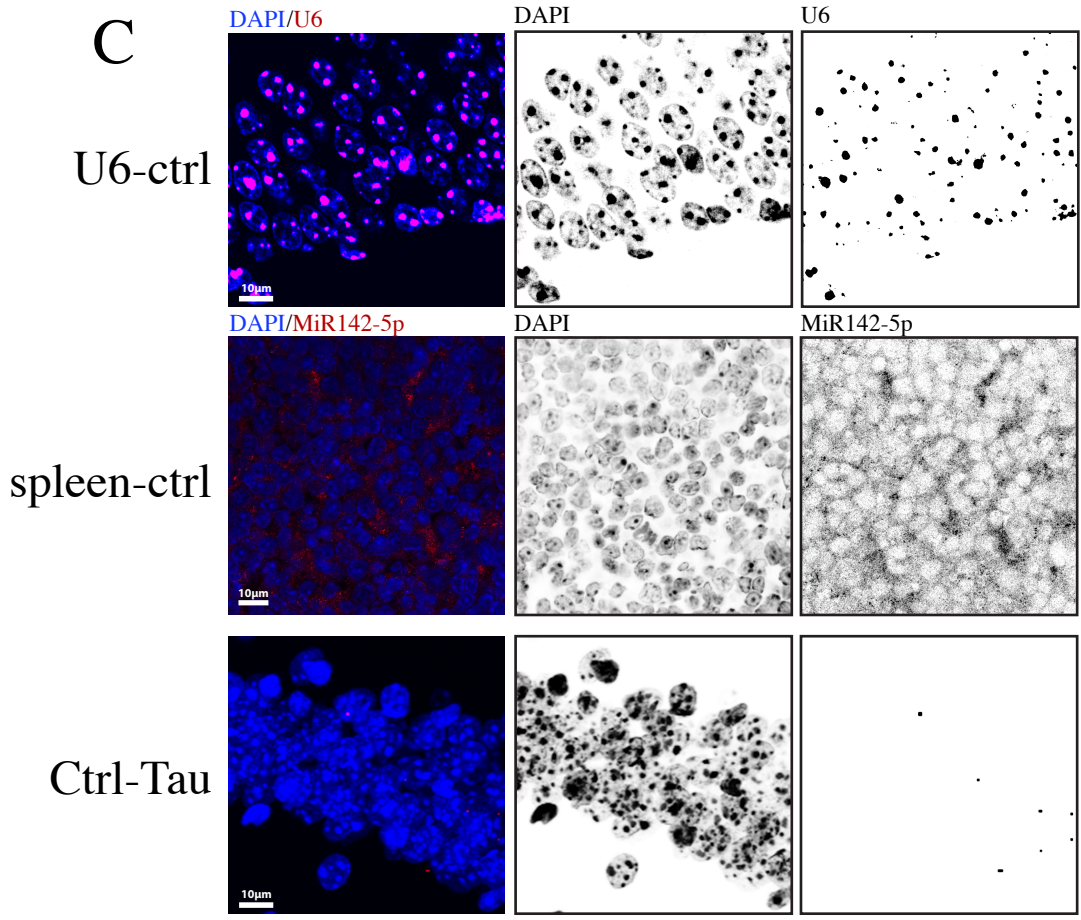 C
DAPI/U6
DAPI
U6
U6-ctrl
10μm
DAPI/MiR142-5p
DAPI
MiR142-5p
spleen-ctrl
10μm
Ctrl-Tau
10μm